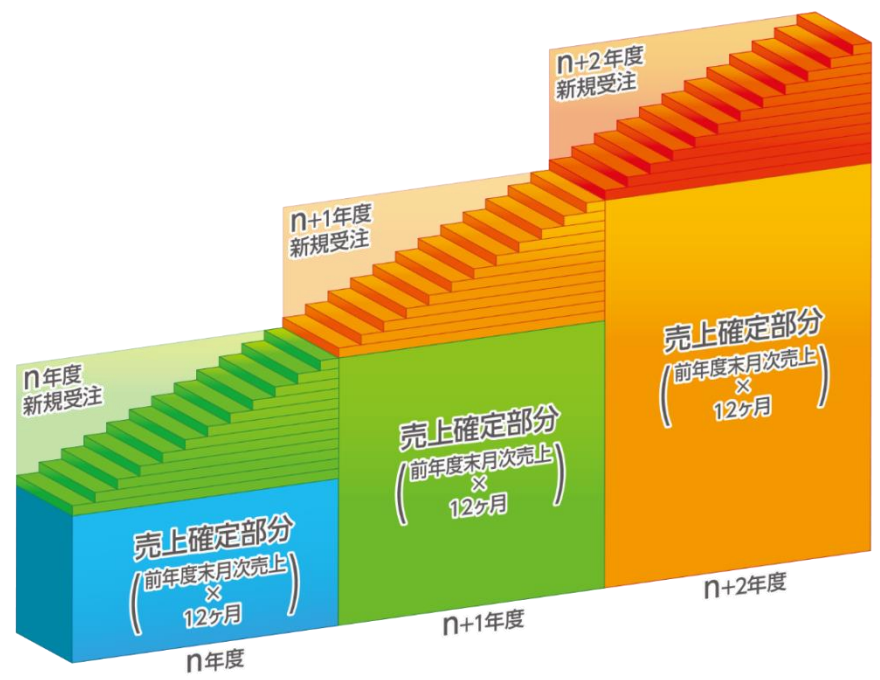 n年度
新規受注
n+1年度
新規受注
n+2年度
新規受注
売上確定部分
(前年度末月次売上
×
12ヶ月)
売上確定部分
(前年度末月次売上
×
12ヶ月)
売上確定部分
(前年度末月次売上
×
12ヶ月)
n年度
n+1年度
n+2年度